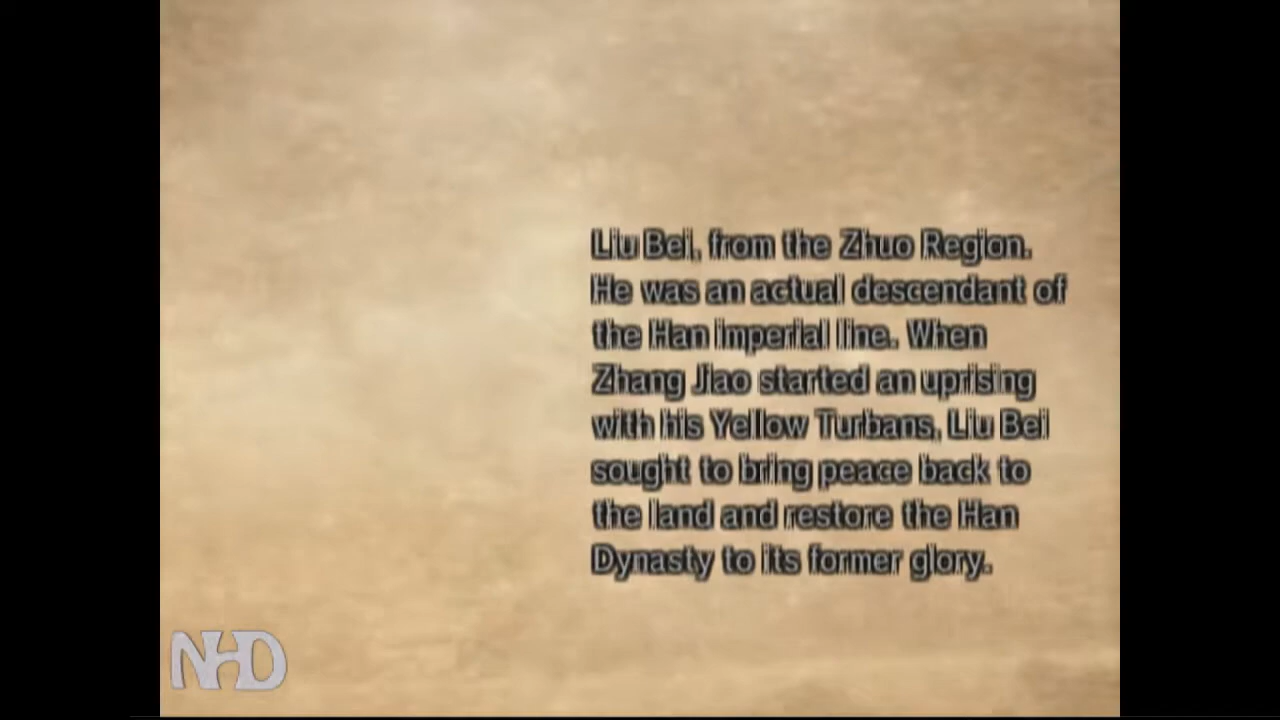 Liu Bei, from the Zhuo Region.
He was an actual descendant of
the Han imperial line. When
Zhang Jiao started an uprising
with his Yellow Turbans, Liu Bei
sought to bring peace back to
the land and restore the Han
Dynasty to its former glory.
NHD